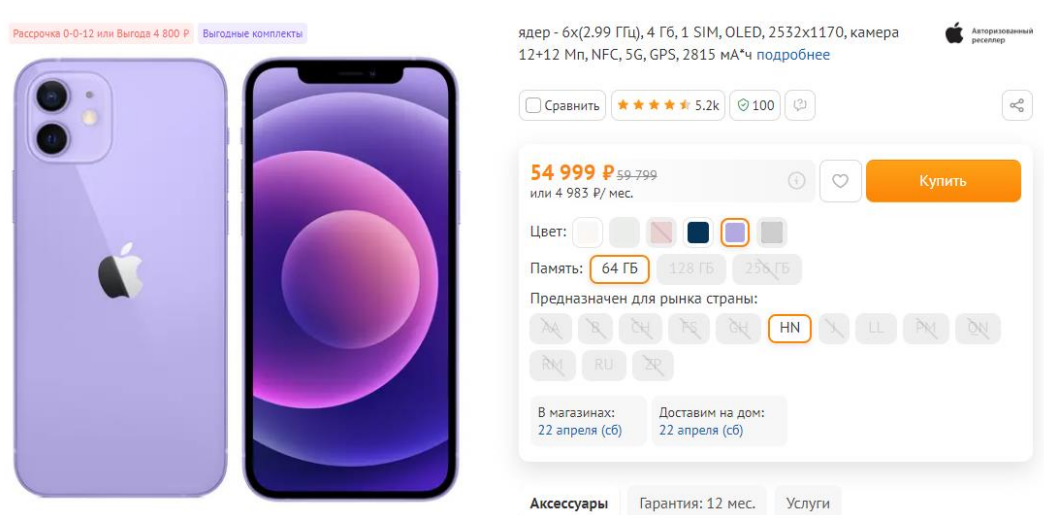 Рассрочка 0-0-12 или Выгода 4 800 ₽ Выгодные комплекты
ядер - 6x(2.99 ГГц), 4 Гб, 1 SIM, OLED, 2532x1170, камера
12+12 Мп, NFC, 5G, GPS, 2815 мА*ч подробнее
Авторизованный
реселлер
Сравнить 5.2k 100
54 999 ₽ 59 799
или 4 983 ₽/ мес.
Купить
Цвет:
Память: 64 ГБ 128 ГБ 256 ГБ
Предназначен для рынка страны:
AA B CH FS GH HN J LL PM QN
RM RU ZP
В магазинах:
22 апреля (сб)
Доставим на дом:
22 апреля (сб)
Аксессуары Гарантия: 12 мес. Услуги